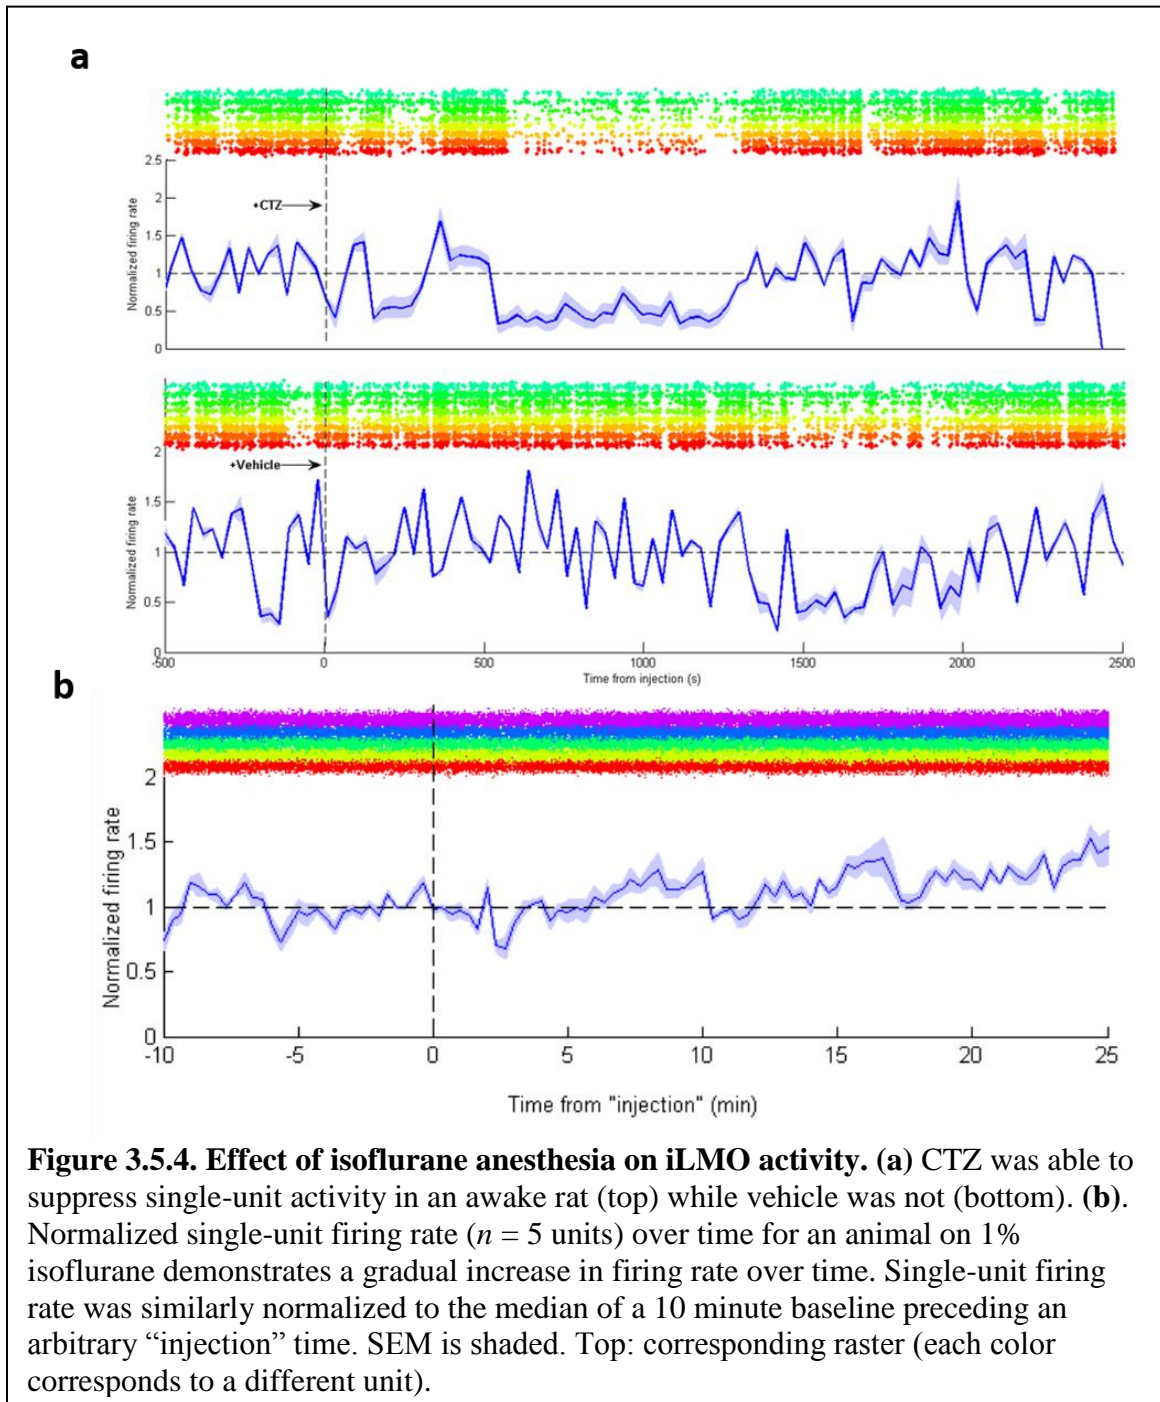 a
2.5
2
1.5
1
0.5
0
Normalized firing rate
+CTZ
2
1.5
1
0.5
0
Normalized firing rate
+Vehicle
-500 0 500 1000 1500 2000 2500
Time from injection (s)
b
2
1.5
1
0.5
0
Normalized firing rate
-10 -5 0 5 10 15 20 25
Time from "injection" (min)
Figure 3.5.4. Effect of isoflurane anesthesia on iLMO activity. (a) CTZ was able to
suppress single-unit activity in an awake rat (top) while vehicle was not (bottom). (b).
Normalized single-unit firing rate (n = 5 units) over time for an animal on 1%
isoflurane demonstrates a gradual increase in firing rate over time. Single-unit firing
rate was similarly normalized to the median of a 10 minute baseline preceding an
arbitrary “injection” time. SEM is shaded. Top: corresponding raster (each color
corresponds to a different unit).